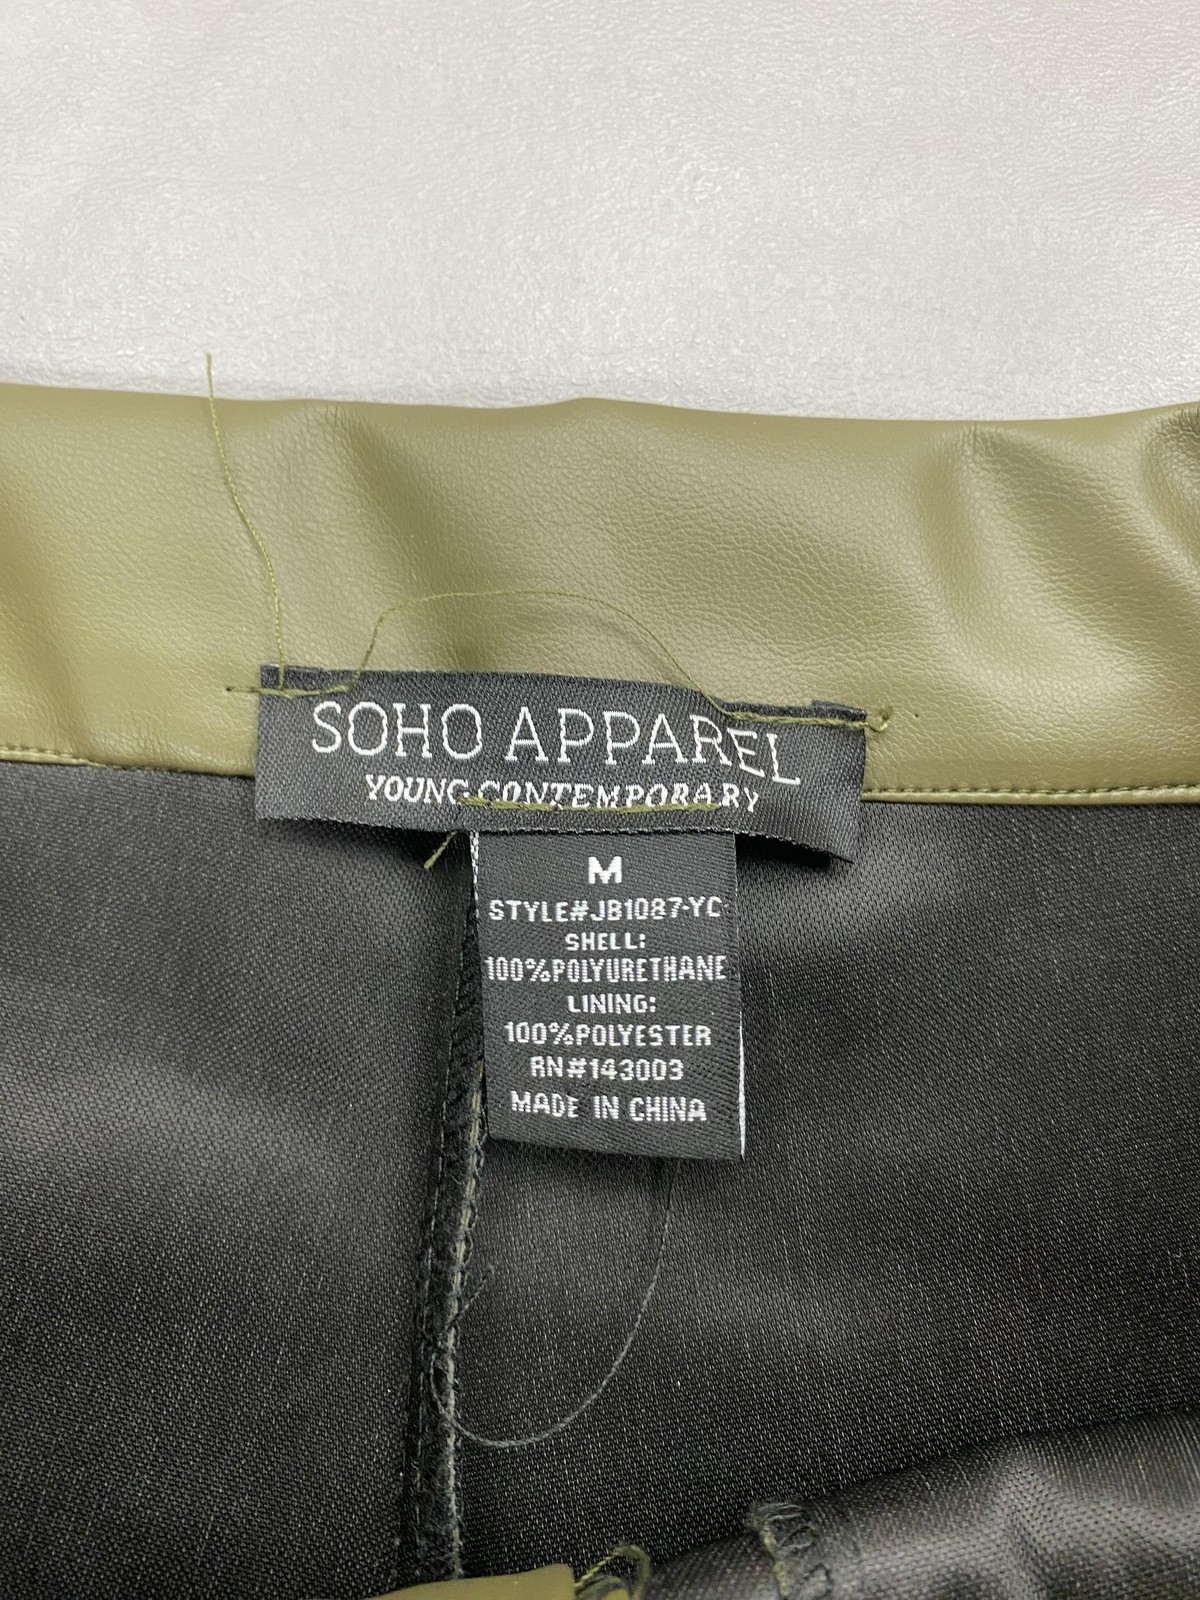 SOHO APPAREL
YOUNG CONTEMPORARY
M
STYLE#JB1087-YC
SHELL:
100%POLYURETHANE
LINING:
100%POLYESTER
RN#143003
MADE IN CHINA